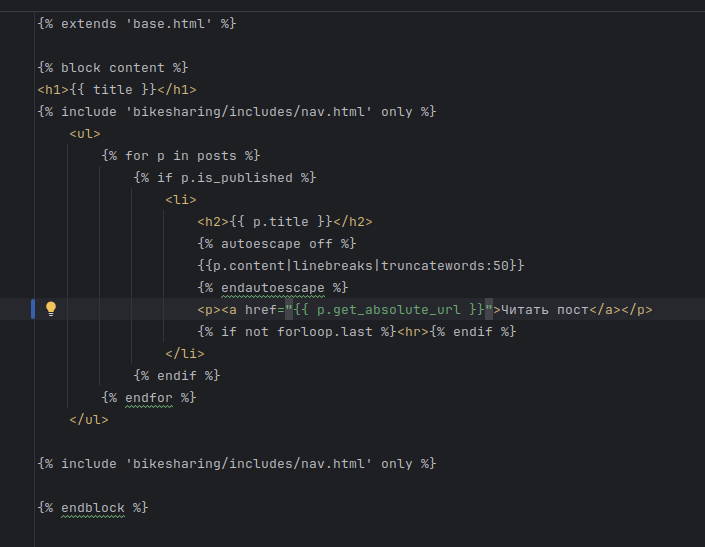 {% extends 'base.html' %}
{% block content %}
<h1>{{ title }}</h1>
{% include 'bikesharing/includes/nav.html' only %}
<ul>
{% for p in posts %}
{% if p.is_published %}
<li>
<h2>{{ p.title }}</h2>
{% autoescape off %}
{{p.content|linebreaks|truncatewords:50}}
{% endautoescape %}
<p><a href="{{ p.get_absolute_url }}">Читать пост</a></p>
{% if not forloop.last %}<hr>{% endif %}
</li>
{% endif %}
{% endfor %}
</ul>
{% include 'bikesharing/includes/nav.html' only %}
{% endblock %}